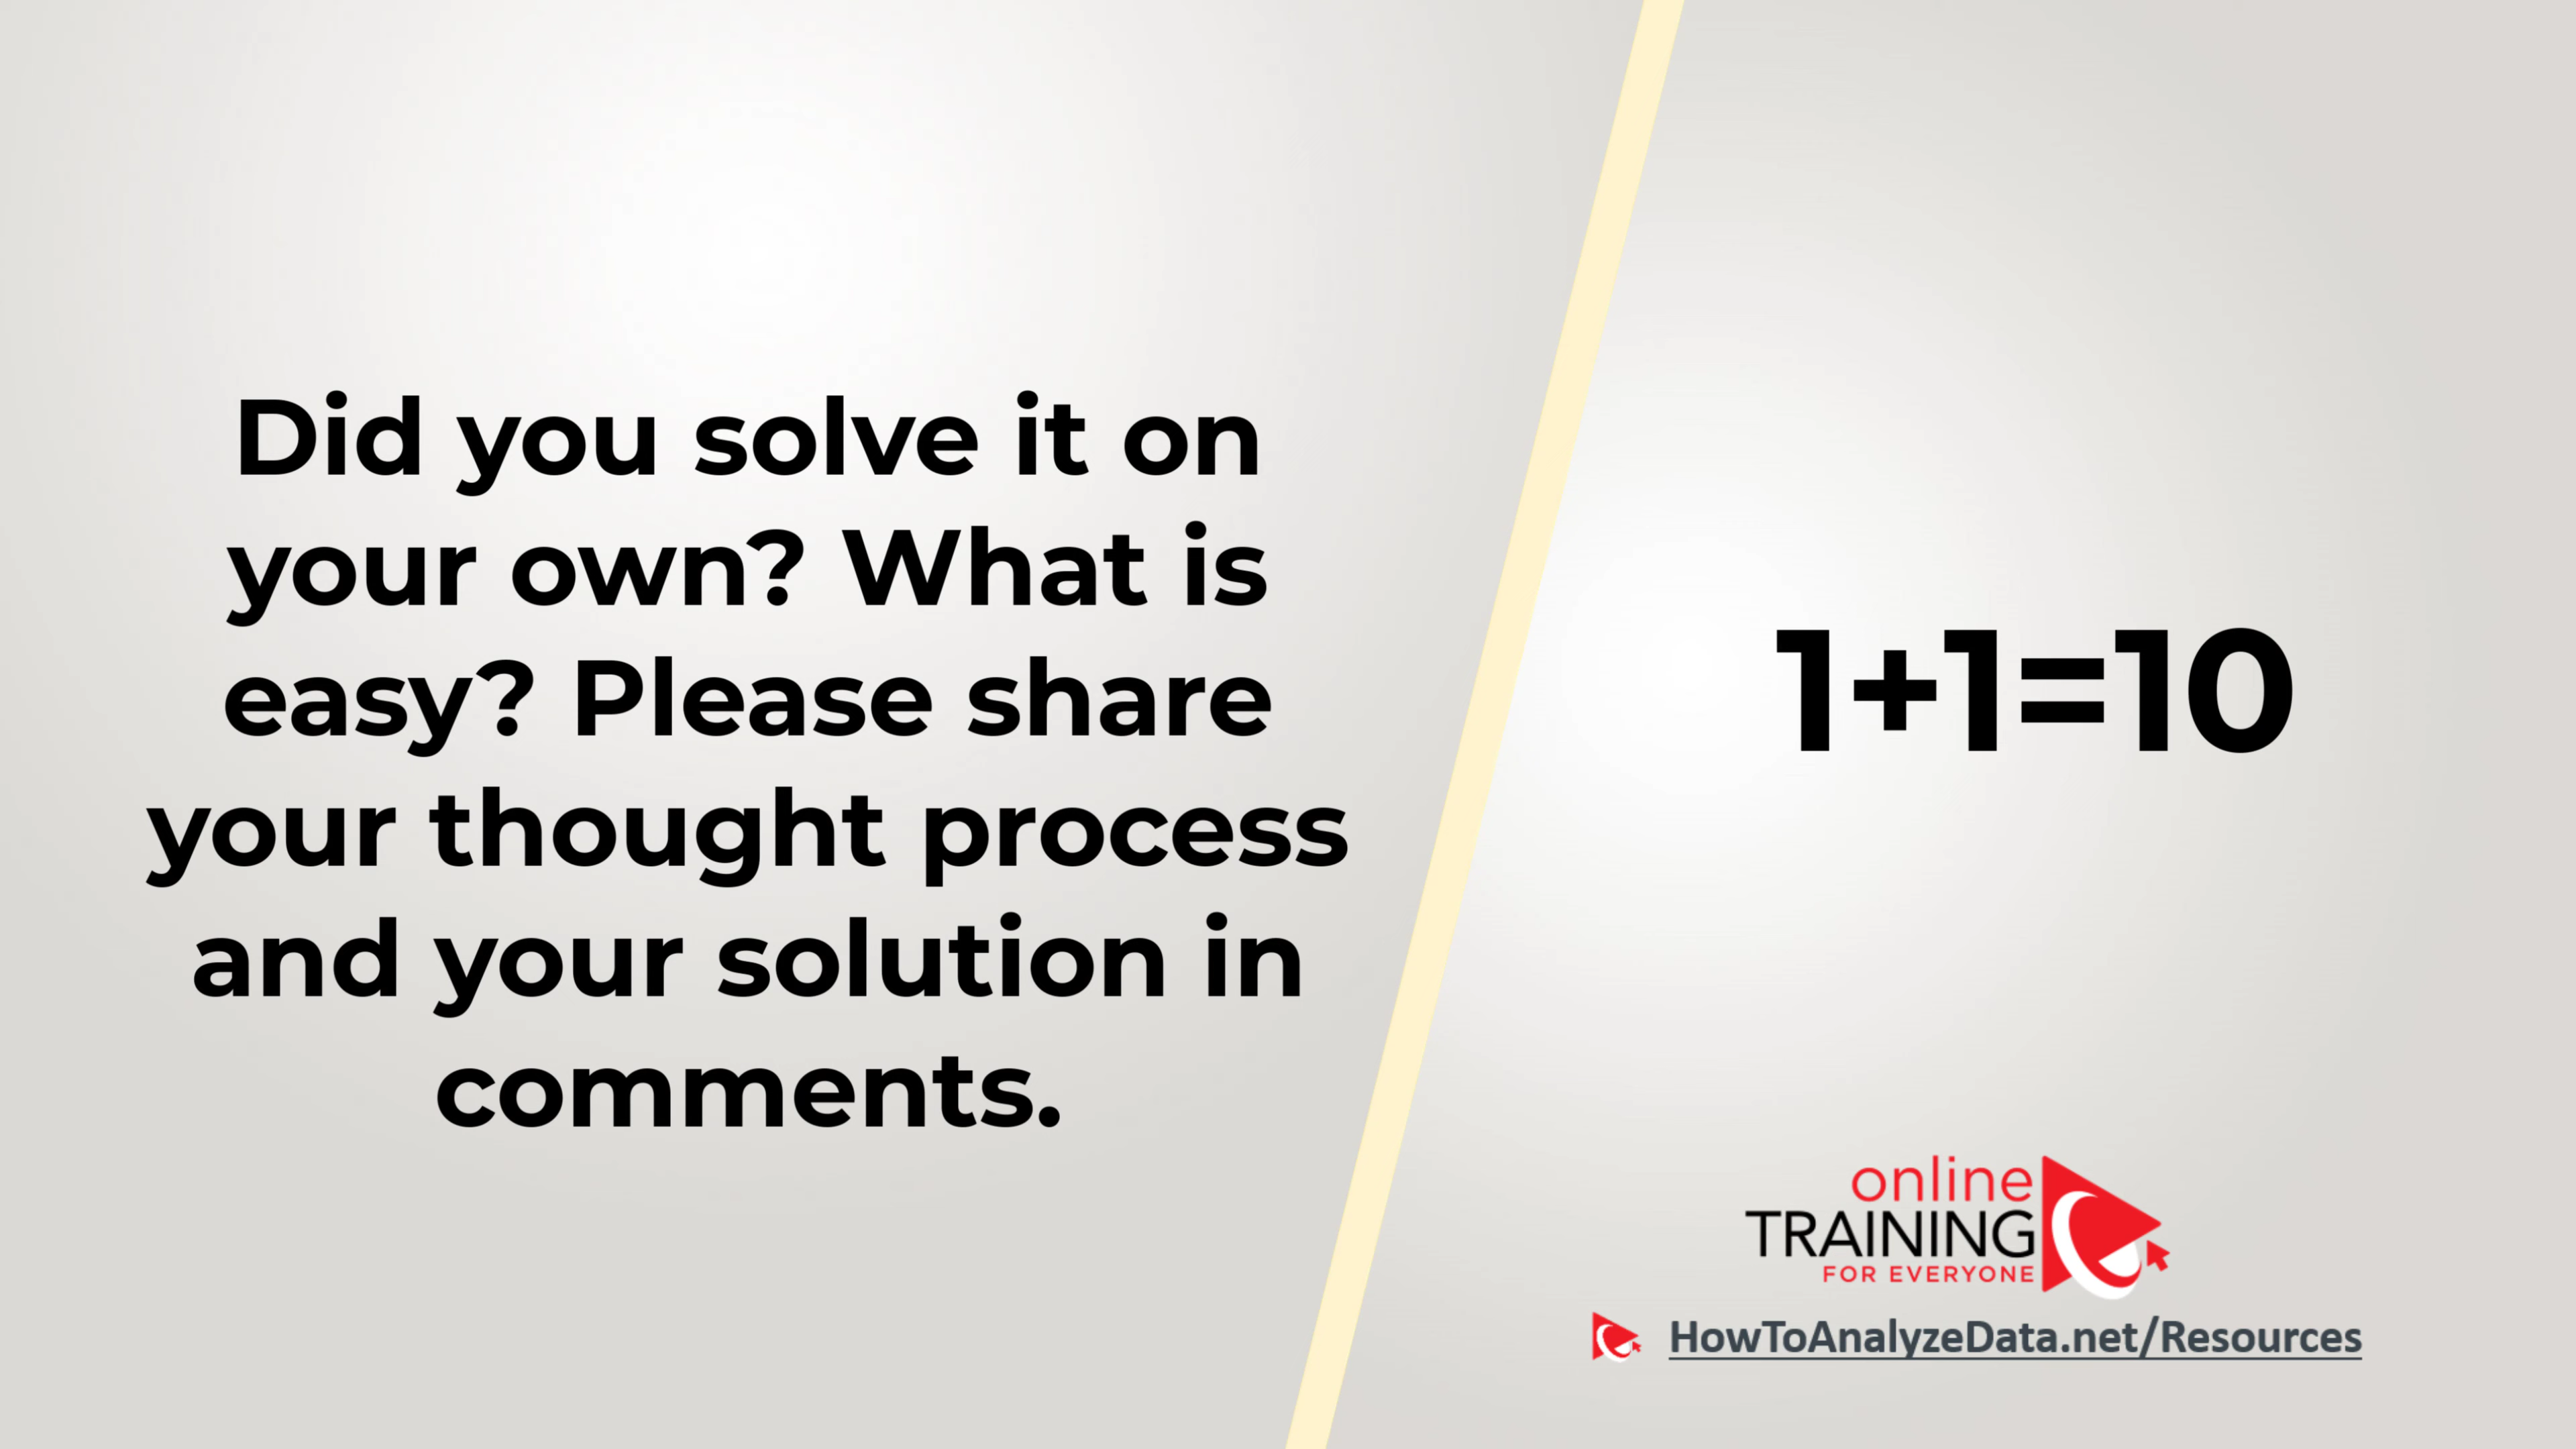 Did you solve it on
your own? What is
easy? Please share
your thought process
and your solution in
comments.
1+1=10
online
TRAINING
FOR EVERYONE
HowToAnalyzeData.net/Resources